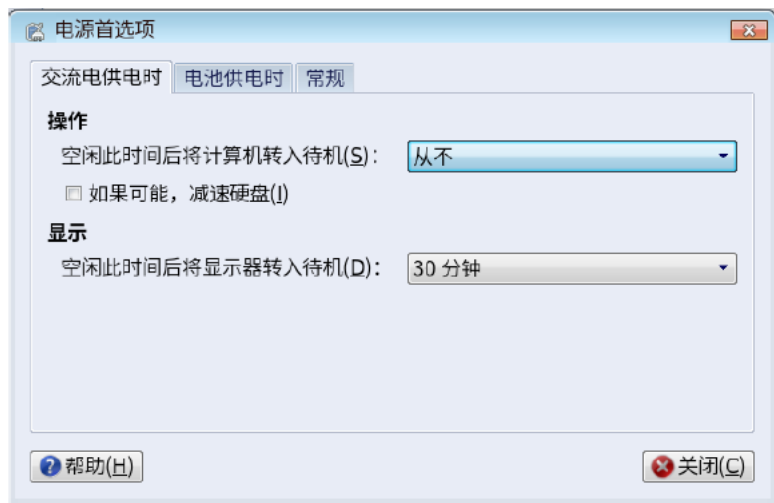 电源首选项
交流电供电时 电池供电时 常规
操作
空闲此时间后将计算机转入待机(S): 从不
如果可能，减速硬盘(I)
显示
空闲此时间后将显示器转入待机(D): 30 分钟
帮助(H) 关闭(C)